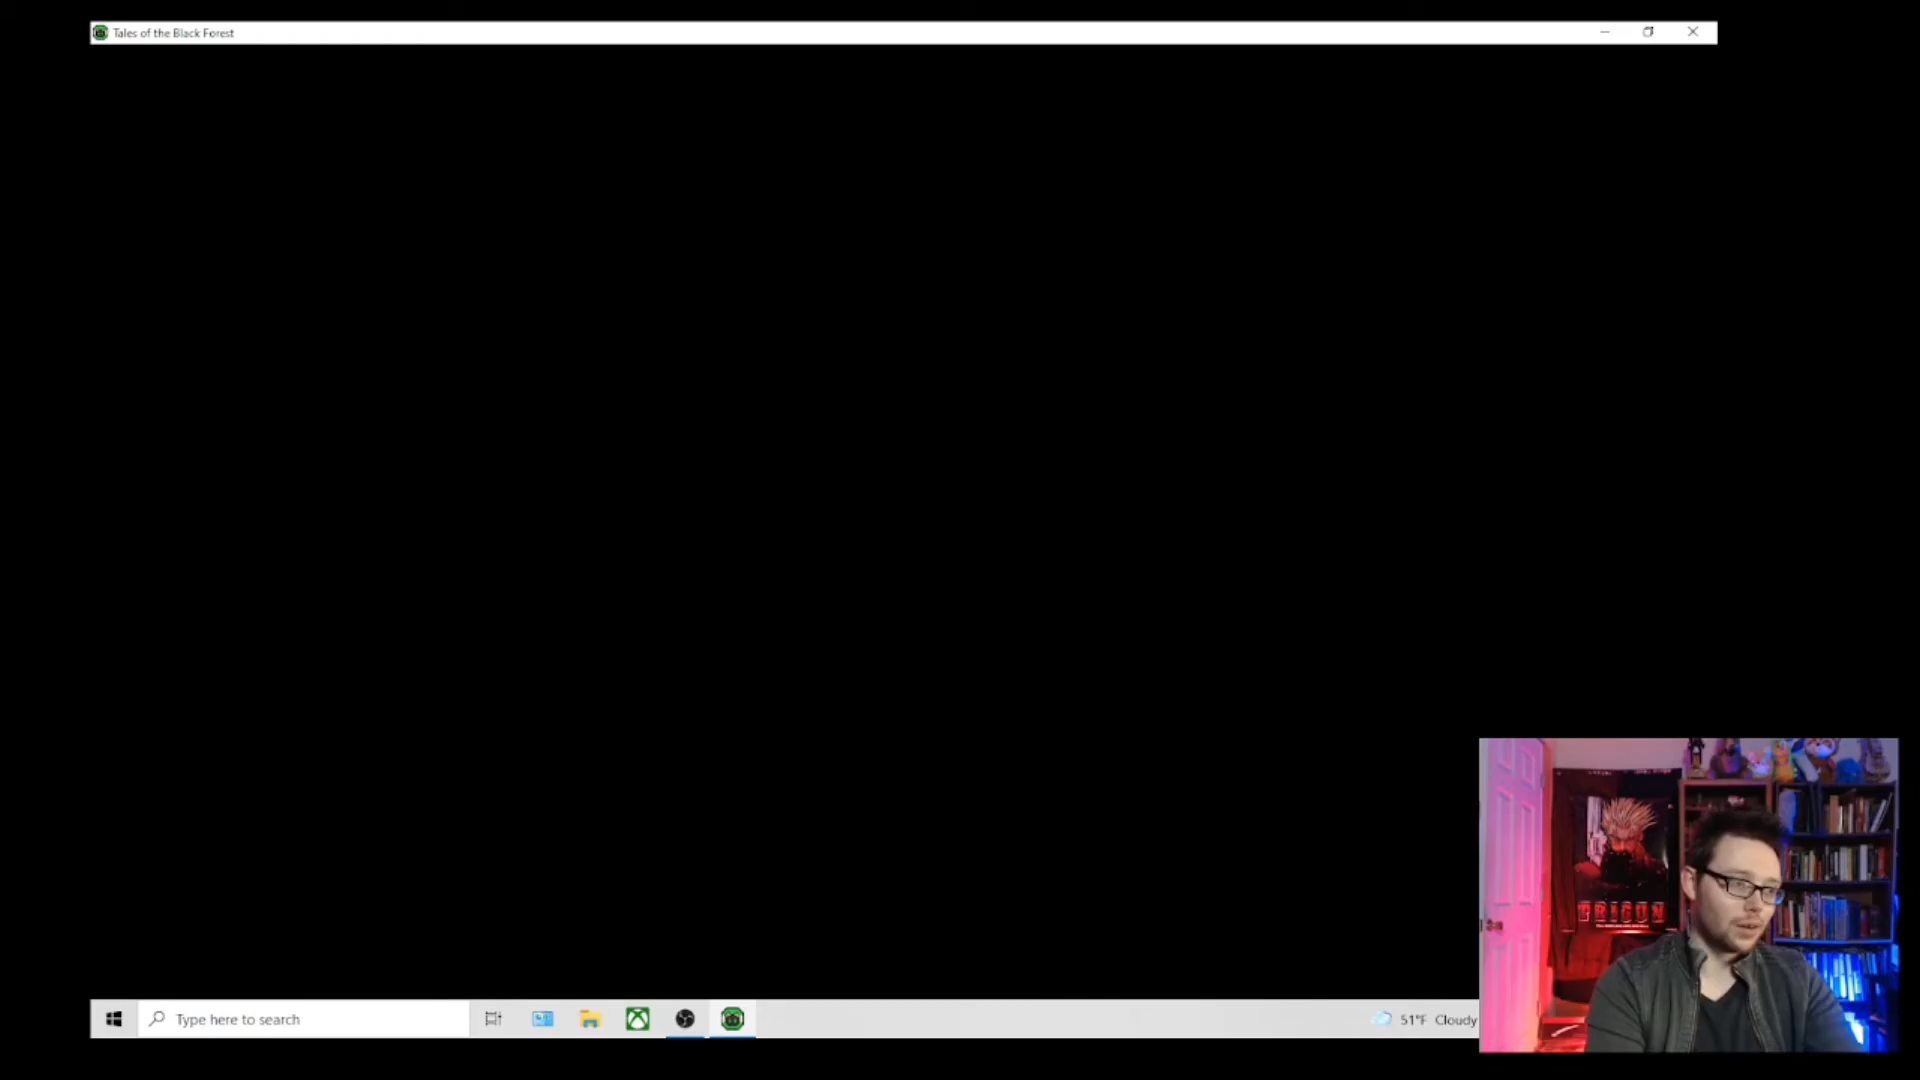 Tales of the Black Forest
TRIGUN
Type here to search
51°F Cloudy